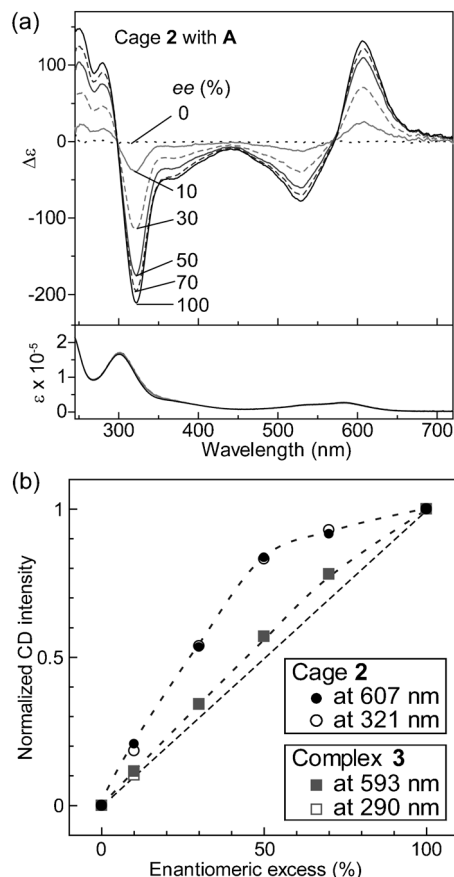 (a)
Cage 2 with A
ee (%)
0
10
30
50
70
100
100
0
-100
-200
Δε
2
1
0
ε x 10⁻⁵
300 400 500 600 700
Wavelength (nm)
(b)
1
0.5
0
Normalized CD intensity
Cage 2
at 607 nm
at 321 nm
Complex 3
at 593 nm
at 290 nm
0 50 100
Enantiomeric excess (%)